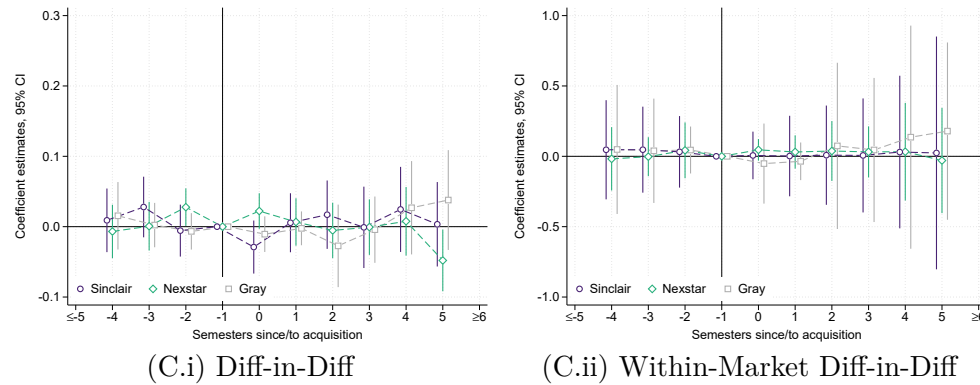 0.3
0.2
0.1
0.0
-0.1
Coefficient estimates, 95% CI
Sinclair Nexstar Gray
≤-5 -4 -3 -2 -1 0 1 2 3 4 5 ≥6
Semesters since/to acquisition
(C.i) Diff-in-Diff
1.0
0.5
0.0
-0.5
-1.0
Coefficient estimates, 95% CI
Sinclair Nexstar Gray
≤-5 -4 -3 -2 -1 0 1 2 3 4 5 ≥6
Semesters since/to acquisition
(C.ii) Within-Market Diff-in-Diff